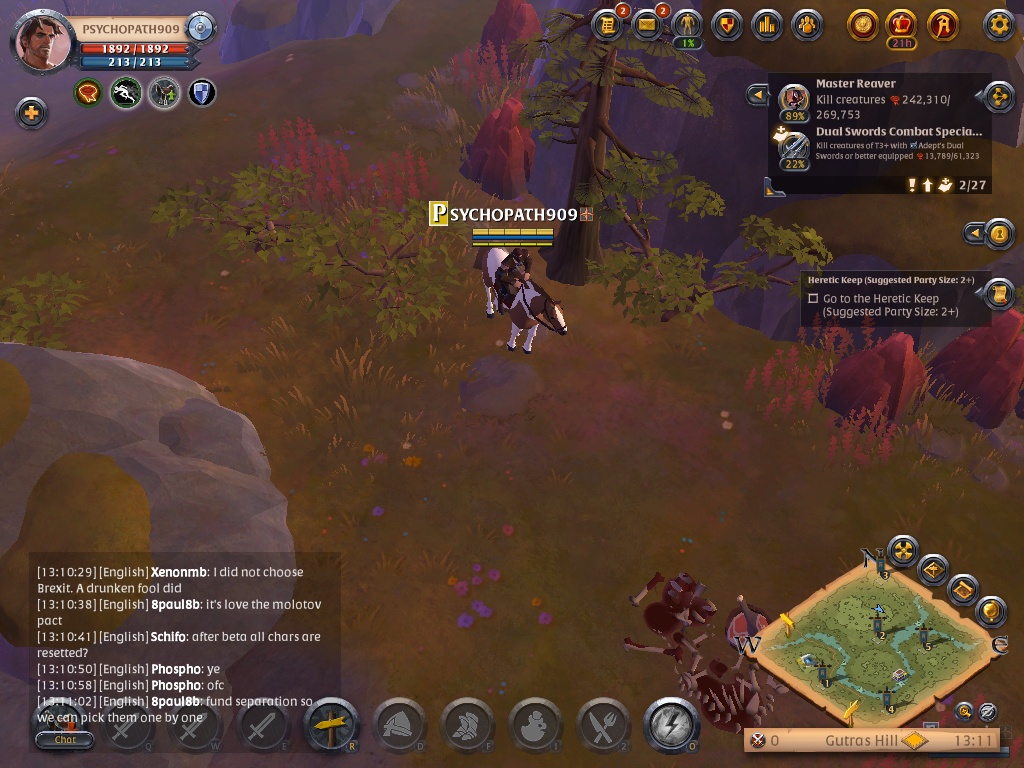 PSYCHOPATH909
1892 / 1892
213 / 213
2
2
1%
21h
Master Reaver
Kill creatures 242,310/
269,753
89%
Dual Swords Combat Specia...
Kill creatures of T3+ with Adept's Dual
Swords or better equipped 13,789/61,323
22%
2/27
PSYCHOPATH909
Heretic Keep (Suggested Party Size: 2+)
Go to the Heretic Keep
(Suggested Party Size: 2+)
[13:10:29] [English] Xenonmb: I did not choose
Brexit. A drunken fool did
[13:10:38] [English] 8paul8b: it's love the molotov
pact
[13:10:41] [English] Schifo: after beta all chars are
resetted?
[13:10:50] [English] Phospho: ye
[13:10:58] [English] Phospho: ofc
[13:11:02] [English] 8paul8b: fund separation so
we can pick them one by one
Chat
Q
W
E
R
D
F
1
2
O
N
W
E
3
2
5
1
4
0
Gutras Hill
13:11